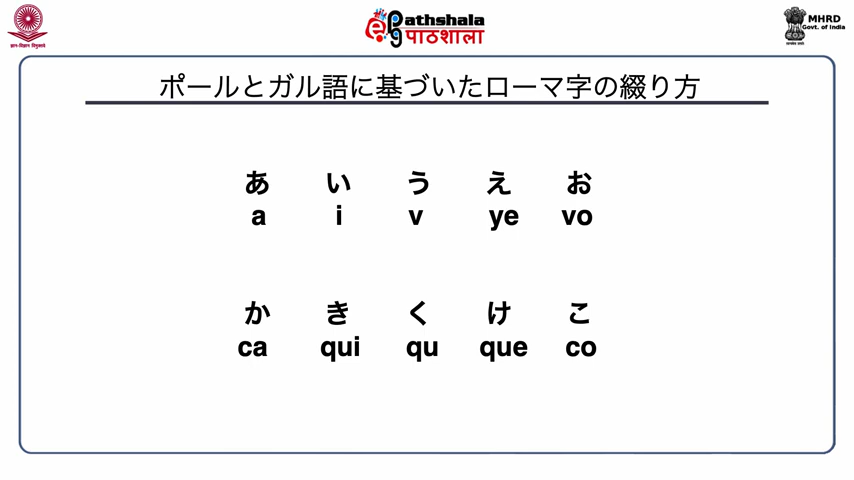 ePathshala
पाठशाला
MHRD
Govt. of India
ポールとガル語に基づいたローマ字の綴り方
あ い う え お
a i v ye vo
か き く け こ
ca qui qu que co